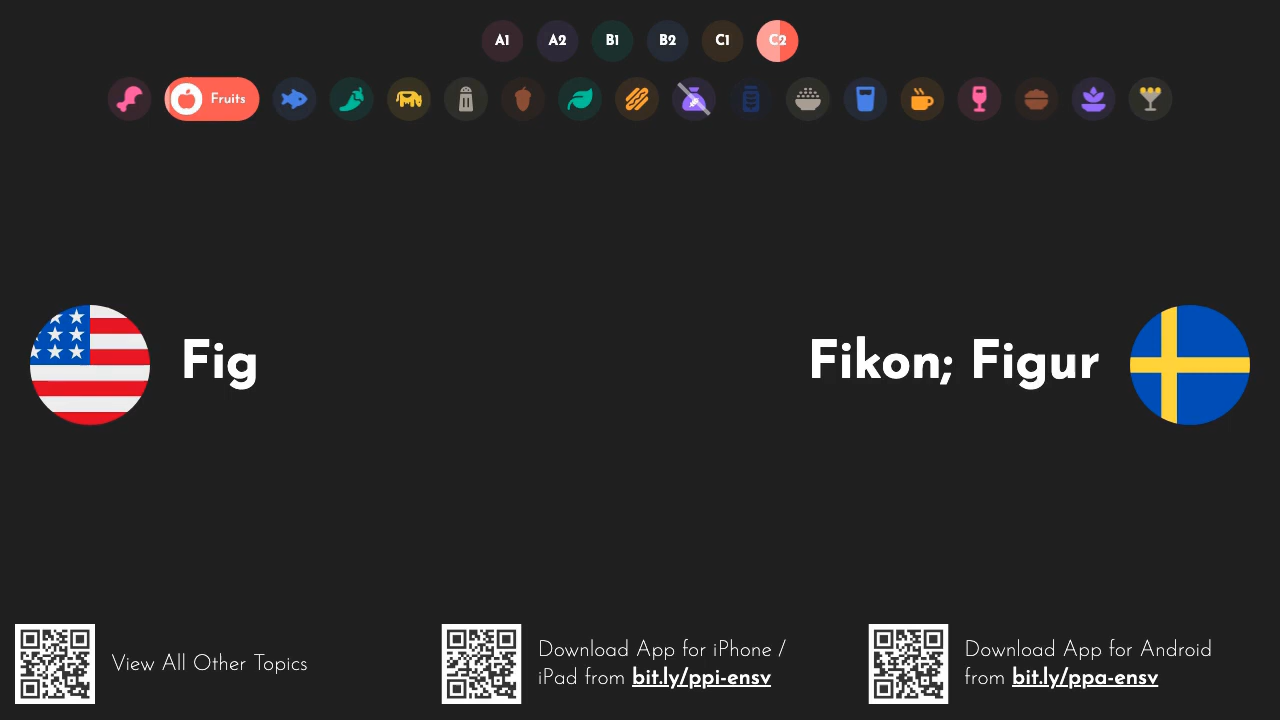 A1 A2 B1 B2 C1 C2
Fruits
Fig
Fikon; Figur
View All Other Topics
Download App for iPhone /
iPad from bit.ly/ppi-ensv
Download App for Android
from bit.ly/ppa-ensv